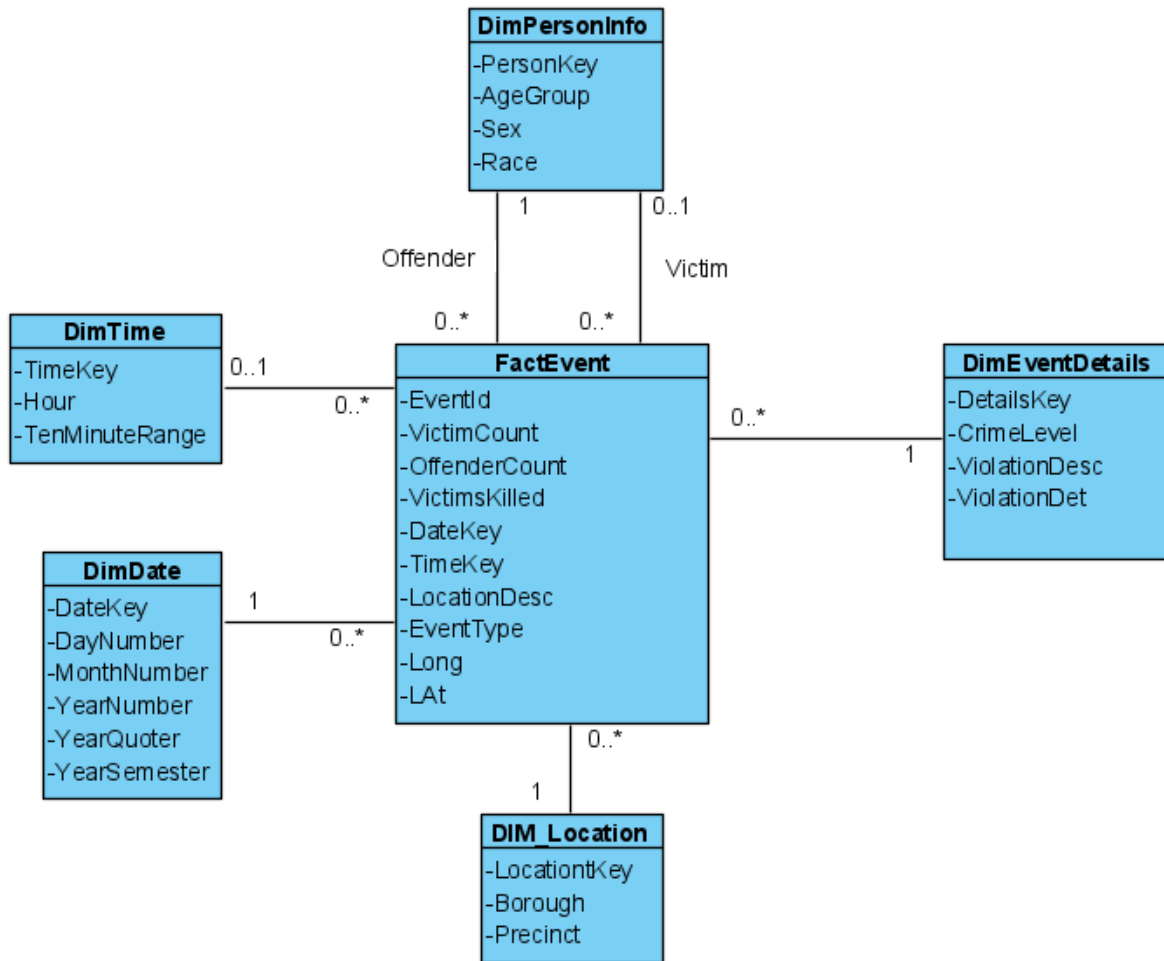 DimPersonInfo
-PersonKey
-AgeGroup
-Sex
-Race
1
0..1
Offender
Victim
0..*
0..*
DimTime
-TimeKey
-Hour
-TenMinuteRange
0..1
0..*
FactEvent
-EventId
-VictimCount
-OffenderCount
-VictimsKilled
-DateKey
-TimeKey
-LocationDesc
-EventType
-Long
-LAt
DimEventDetails
-DetailsKey
-CrimeLevel
-ViolationDesc
-ViolationDet
0..*
1
DimDate
-DateKey
-DayNumber
-MonthNumber
-YearNumber
-YearQuoter
-YearSemester
1
0..*
0..*
1
DIM_Location
-LocationtKey
-Borough
-Precinct